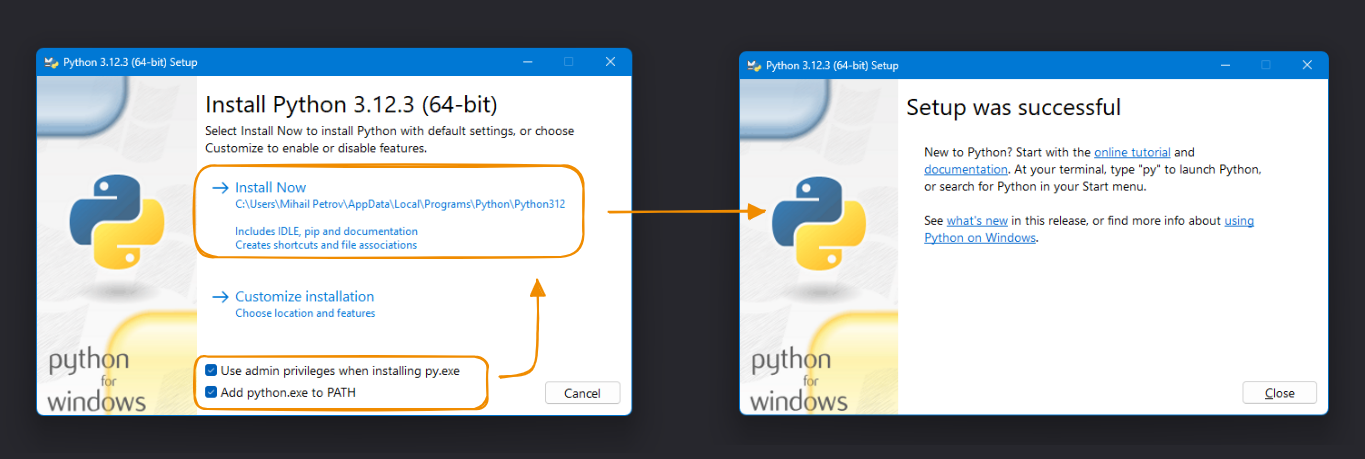 Python 3.12.3 (64-bit) Setup
Install Python 3.12.3 (64-bit)
Select Install Now to install Python with default settings, or choose
Customize to enable or disable features.
Install Now
C:\Users\Mihail Petrov\AppData\Local\Programs\Python\Python312
Includes IDLE, pip and documentation
Creates shortcuts and file associations
Customize installation
Choose location and features
Use admin privileges when installing py.exe
Add python.exe to PATH
Cancel
python
for
windows
Python 3.12.3 (64-bit) Setup
Setup was successful
New to Python? Start with the online tutorial and
documentation. At your terminal, type "py" to launch Python,
or search for Python in your Start menu.
See what's new in this release, or find more info about using
Python on Windows.
python
for
windows
Close